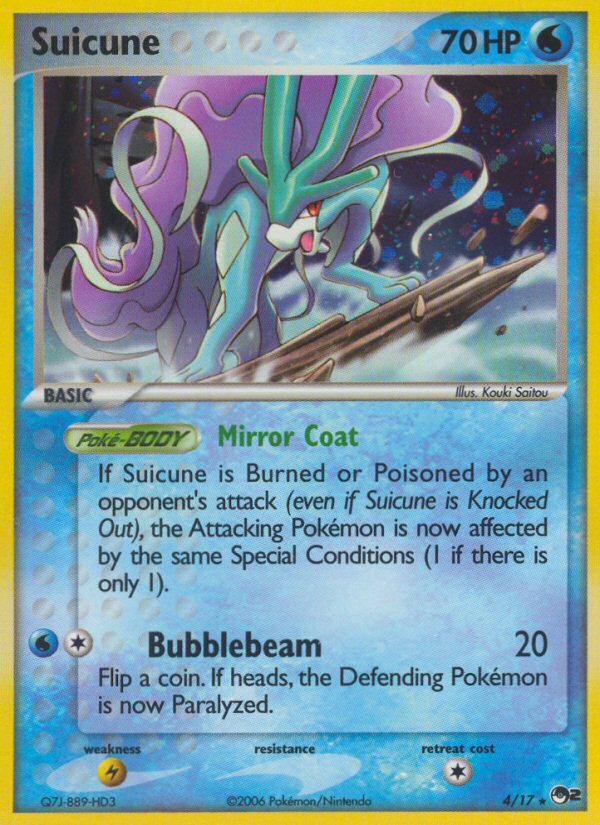 Suicune 70 HP
BASIC
Illus. Kouki Saitou
Poké-BODY Mirror Coat
If Suicune is Burned or Poisoned by an
opponent's attack (even if Suicune is Knocked
Out), the Attacking Pokémon is now affected
by the same Special Conditions (1 if there is
only 1).
Bubblebeam 20
Flip a coin. If heads, the Defending Pokémon
is now Paralyzed.
weakness resistance retreat cost
Q7J-889-HD3 ©2006 Pokémon/Nintendo 4/17 ★ 2